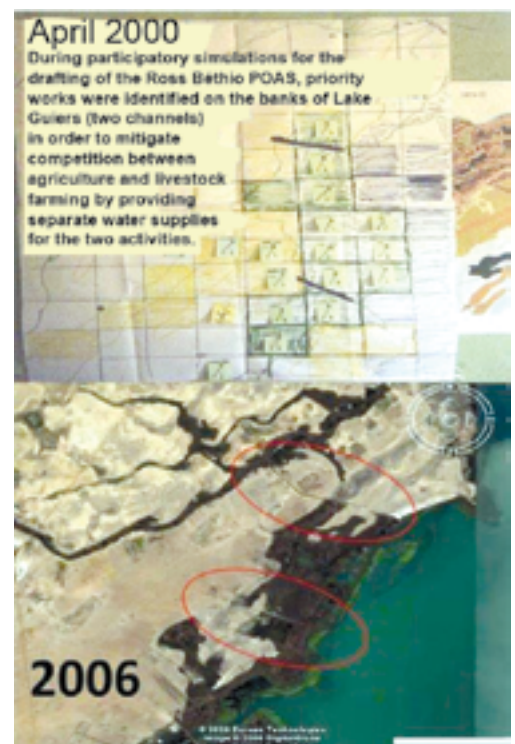 April 2000
During participatory simulations for the
drafting of the Ross Bethio POAS, priority
works were identified on the banks of Lake
Guiers (two channels)
in order to mitigate
competition between
agriculture and livestock
farming by providing
separate water supplies
for the two activities.
2006